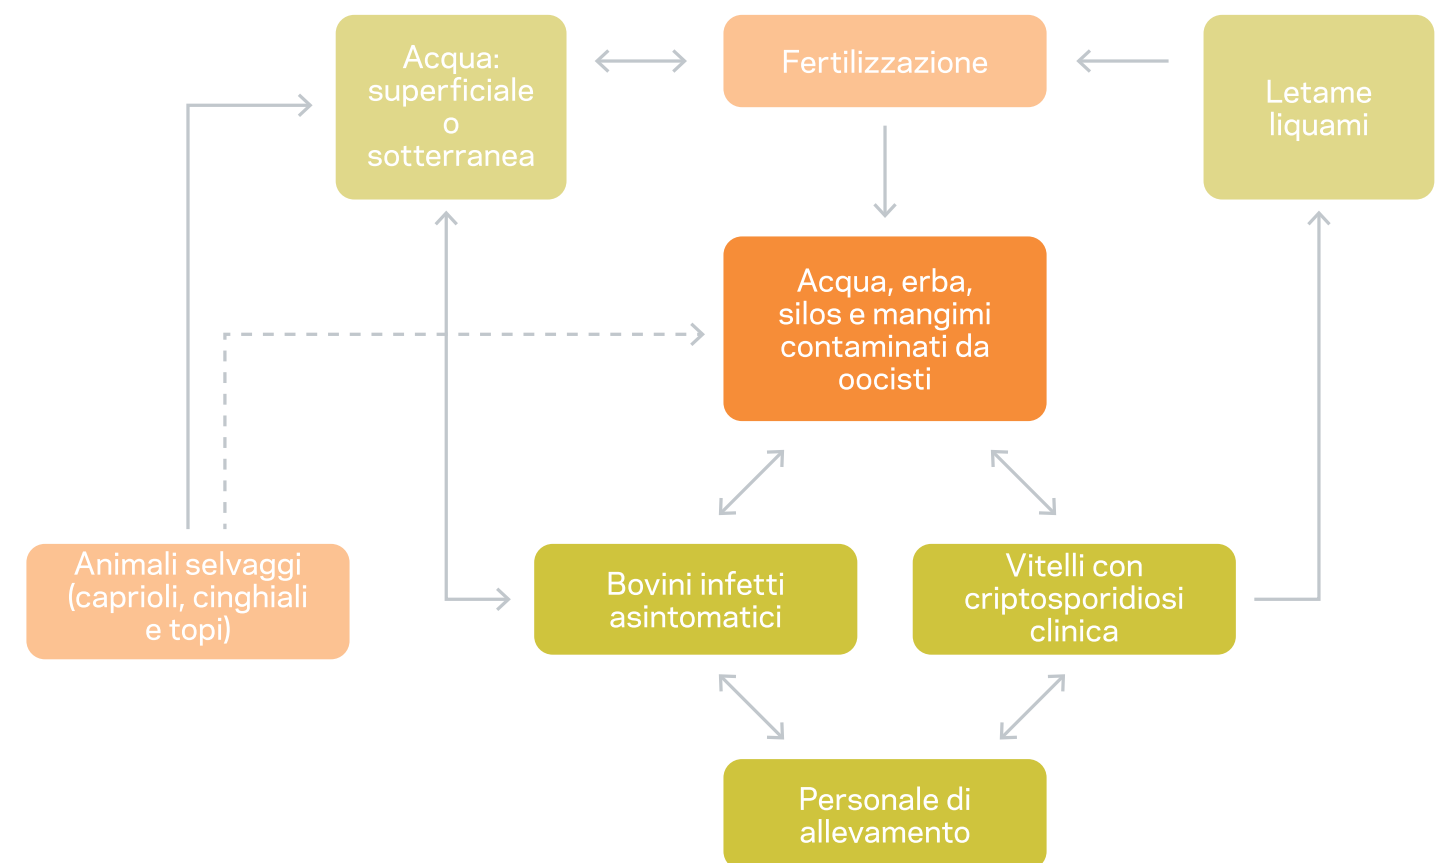 Acqua:
superficiale
o
sotterranea
Fertilizzazione
Letame
liquami
Acqua, erba,
silos e mangimi
contaminati da
oocisti
Animali selvaggi
(caprioli, cinghiali
e topi)
Bovini infetti
asintomatici
Vitelli con
criptosporidiosi
clinica
Personale di
allevamento